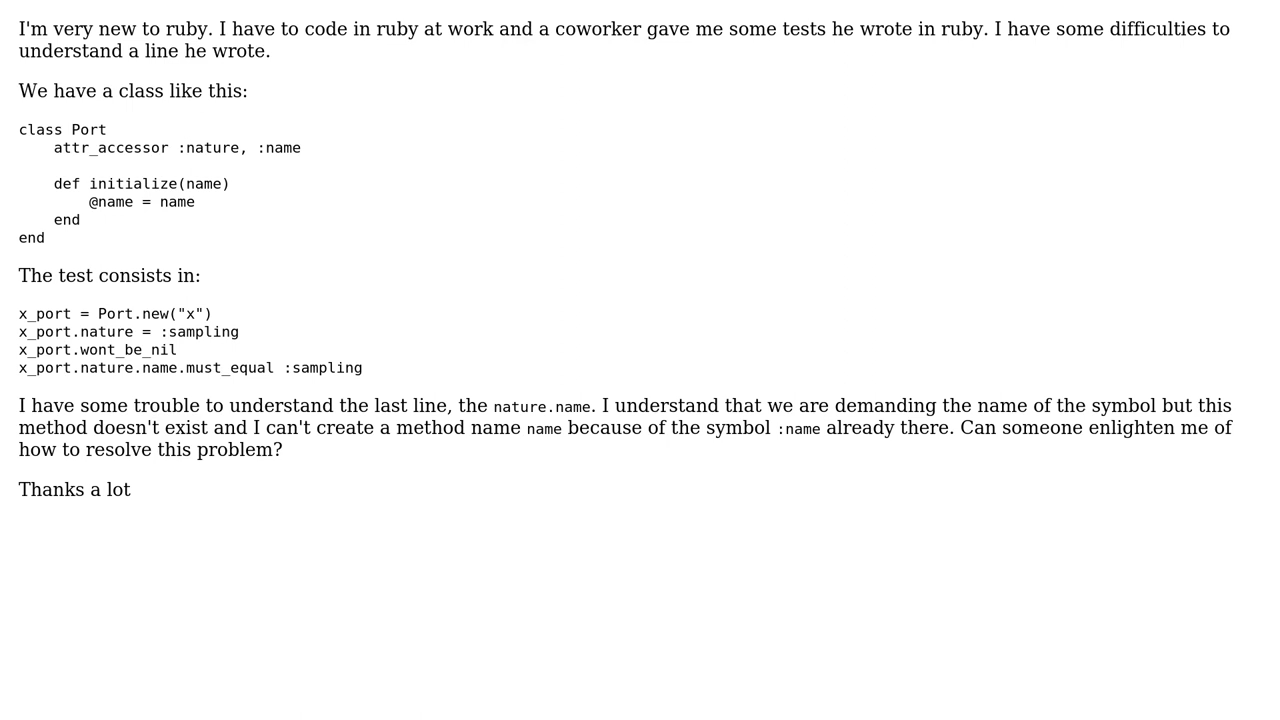 I'm very new to ruby. I have to code in ruby at work and a coworker gave me some tests he wrote in ruby. I have some difficulties to
understand a line he wrote.
We have a class like this:
class Port
    attr_accessor :nature, :name

    def initialize(name)
        @name = name
    end
end
The test consists in:
x_port = Port.new("x")
x_port.nature = :sampling
x_port.wont_be_nil
x_port.nature.name.must_equal :sampling
I have some trouble to understand the last line, the nature.name. I understand that we are demanding the name of the symbol but this
method doesn't exist and I can't create a method name name because of the symbol :name already there. Can someone enlighten me of
how to resolve this problem?
Thanks a lot